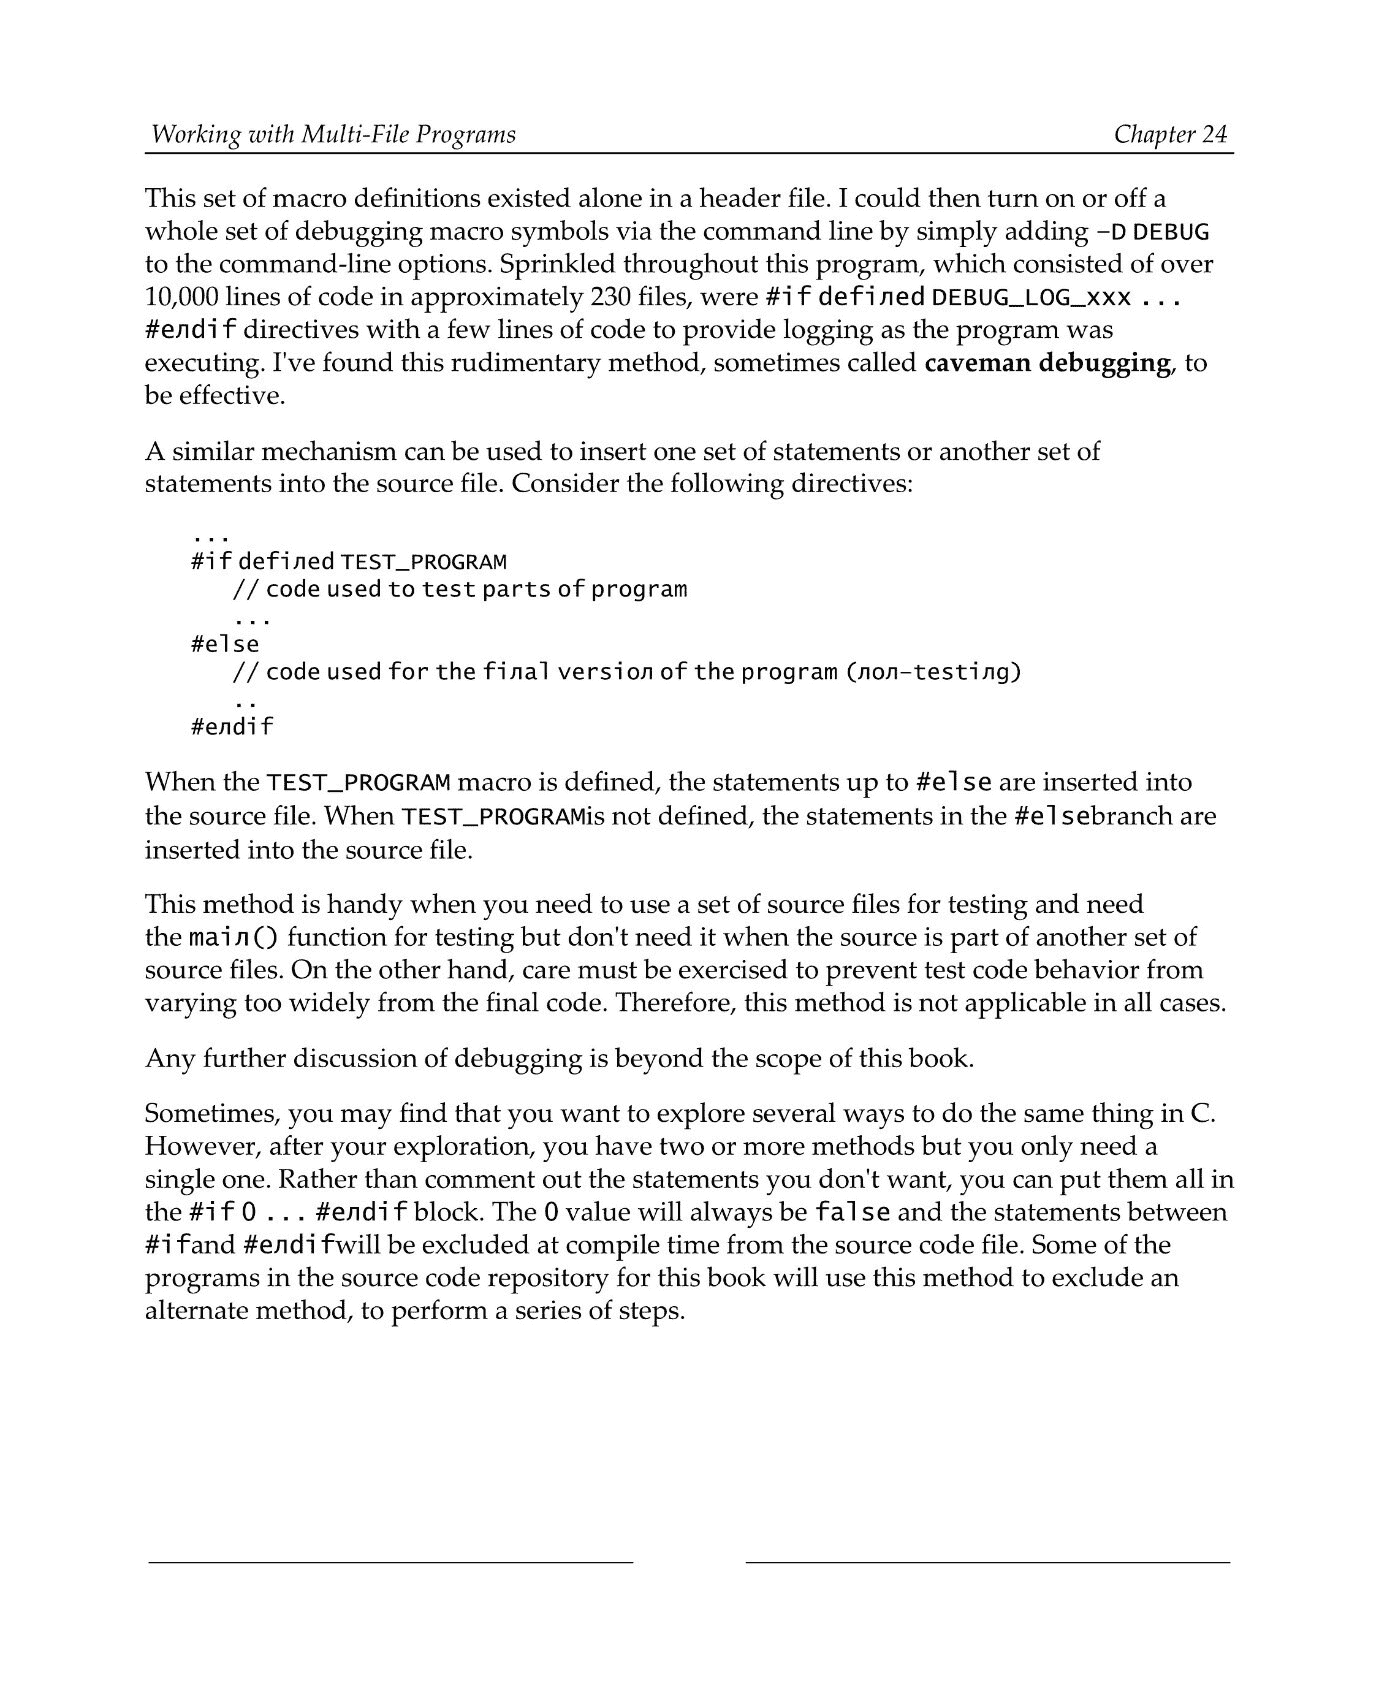 Working with Multi-File Programs Chapter 24
This set of macro definitions existed alone in a header file. I could then turn on or off a
whole set of debugging macro symbols via the command line by simply adding –D DEBUG
to the command-line options. Sprinkled throughout this program, which consisted of over
10,000 lines of code in approximately 230 files, were #if defined DEBUG_LOG_xxx ...
#endif directives with a few lines of code to provide logging as the program was
executing. I've found this rudimentary method, sometimes called caveman debugging, to
be effective.
A similar mechanism can be used to insert one set of statements or another set of
statements into the source file. Consider the following directives:
...
#if defined TEST_PROGRAM
// code used to test parts of program
...
#else
// code used for the final version of the program (non–testing)
..
#endif
When the TEST_PROGRAM macro is defined, the statements up to #else are inserted into
the source file. When TEST_PROGRAMis not defined, the statements in the #elsebranch are
inserted into the source file.
This method is handy when you need to use a set of source files for testing and need
the main() function for testing but don't need it when the source is part of another set of
source files. On the other hand, care must be exercised to prevent test code behavior from
varying too widely from the final code. Therefore, this method is not applicable in all cases.
Any further discussion of debugging is beyond the scope of this book.
Sometimes, you may find that you want to explore several ways to do the same thing in C.
However, after your exploration, you have two or more methods but you only need a
single one. Rather than comment out the statements you don't want, you can put them all in
the #if 0 ... #endif block. The 0 value will always be false and the statements between
#ifand #endifwill be excluded at compile time from the source code file. Some of the
programs in the source code repository for this book will use this method to exclude an
alternate method, to perform a series of steps.